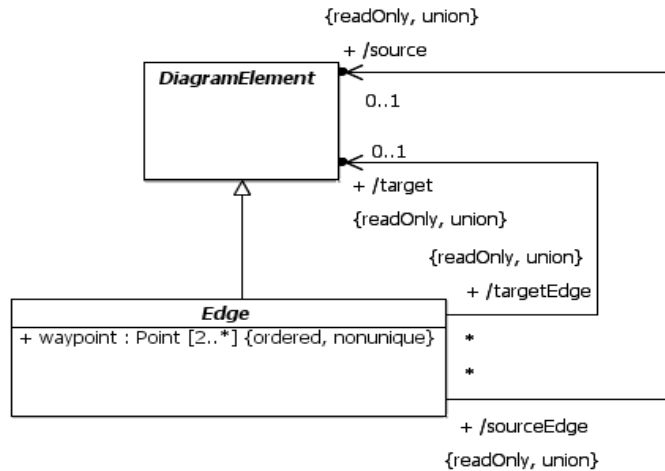 {readOnly, union}
+ /source
DiagramElement
0..1
0..1
+ /target
{readOnly, union}
{readOnly, union}
+ /targetEdge
Edge
+ waypoint : Point [2..*] {ordered, nonunique}
*
*
+ /sourceEdge
{readOnly, union}